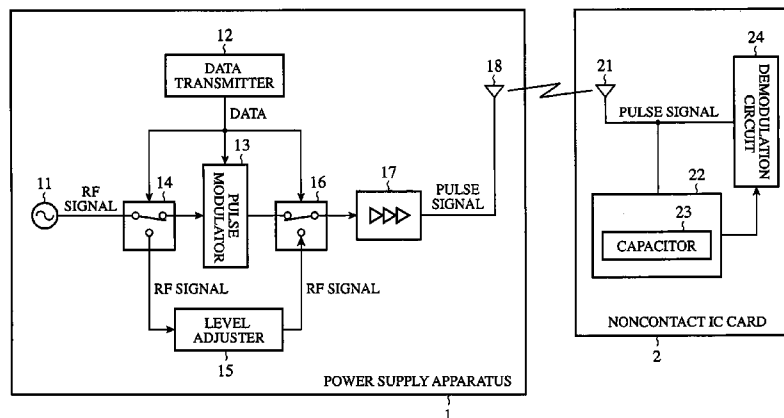 12
DATA
TRANSMITTER
DATA
11
RF
SIGNAL
14
13
PULSE
MODULATOR
16
17
PULSE
SIGNAL
18
RF SIGNAL
RF SIGNAL
LEVEL
ADJUSTER
15
POWER SUPPLY APPARATUS
1
21
PULSE SIGNAL
24
DEMODULATION
CIRCUIT
22
23
CAPACITOR
NONCONTACT IC CARD
2